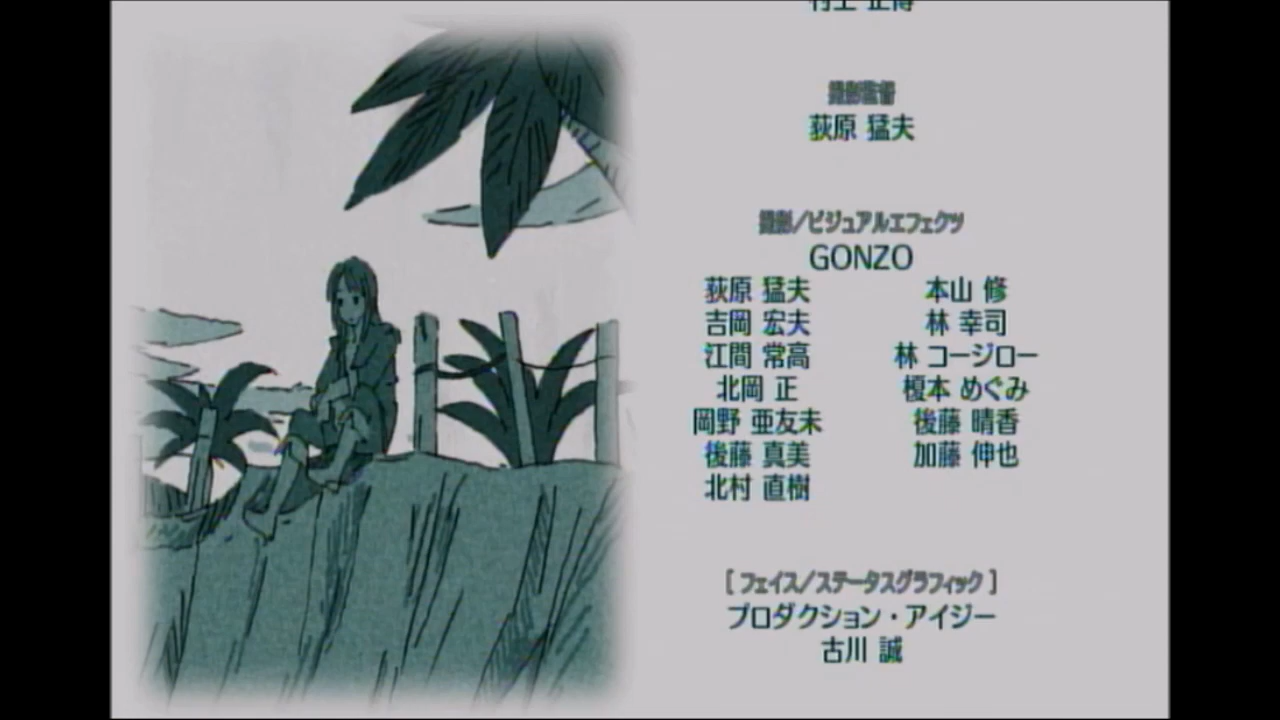 村上 正博
撮影監督
荻原 猛夫
撮影/ビジュアルエフェクツ
GONZO
荻原 猛夫 本山 修
吉岡 宏夫 林 幸司
江間 常高 林 コージロー
北岡 正 榎本 めぐみ
岡野 亜友未 後藤 晴香
後藤 真美 加藤 伸也
北村 直樹
[ フェイス/ステータスグラフィック ]
プロダクション・アイジー
古川 誠